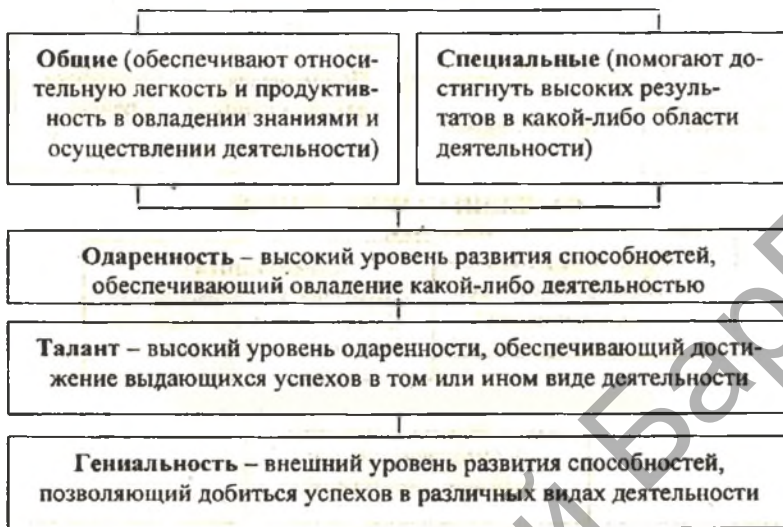 Общие (обеспечивают относи-
тельную легкость и продуктив-
ность в овладении знаниями и
осуществлении деятельности)
Специальные (помогают до-
стигнуть высоких резуль-
татов в какой-либо области
деятельности)
Одаренность – высокий уровень развития способностей,
обеспечивающий овладение какой-либо деятельностью
Талант – высокий уровень одаренности, обеспечивающий дости-
жение выдающихся успехов в том или ином виде деятельности
Гениальность – внешний уровень развития способностей,
позволяющий добиться успехов в различных видах деятельности